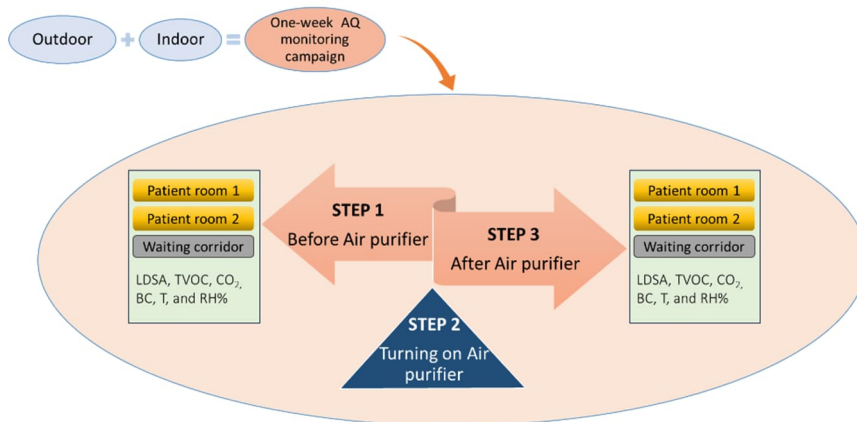 Outdoor
+
Indoor
=
One-week AQ
monitoring
campaign
Patient room 1
Patient room 2
Waiting corridor
LDSA, TVOC, CO₂,
BC, T, and RH%
STEP 1
Before Air purifier
STEP 2
Turning on Air
purifier
STEP 3
After Air purifier
Patient room 1
Patient room 2
Waiting corridor
LDSA, TVOC, CO₂,
BC, T, and RH%